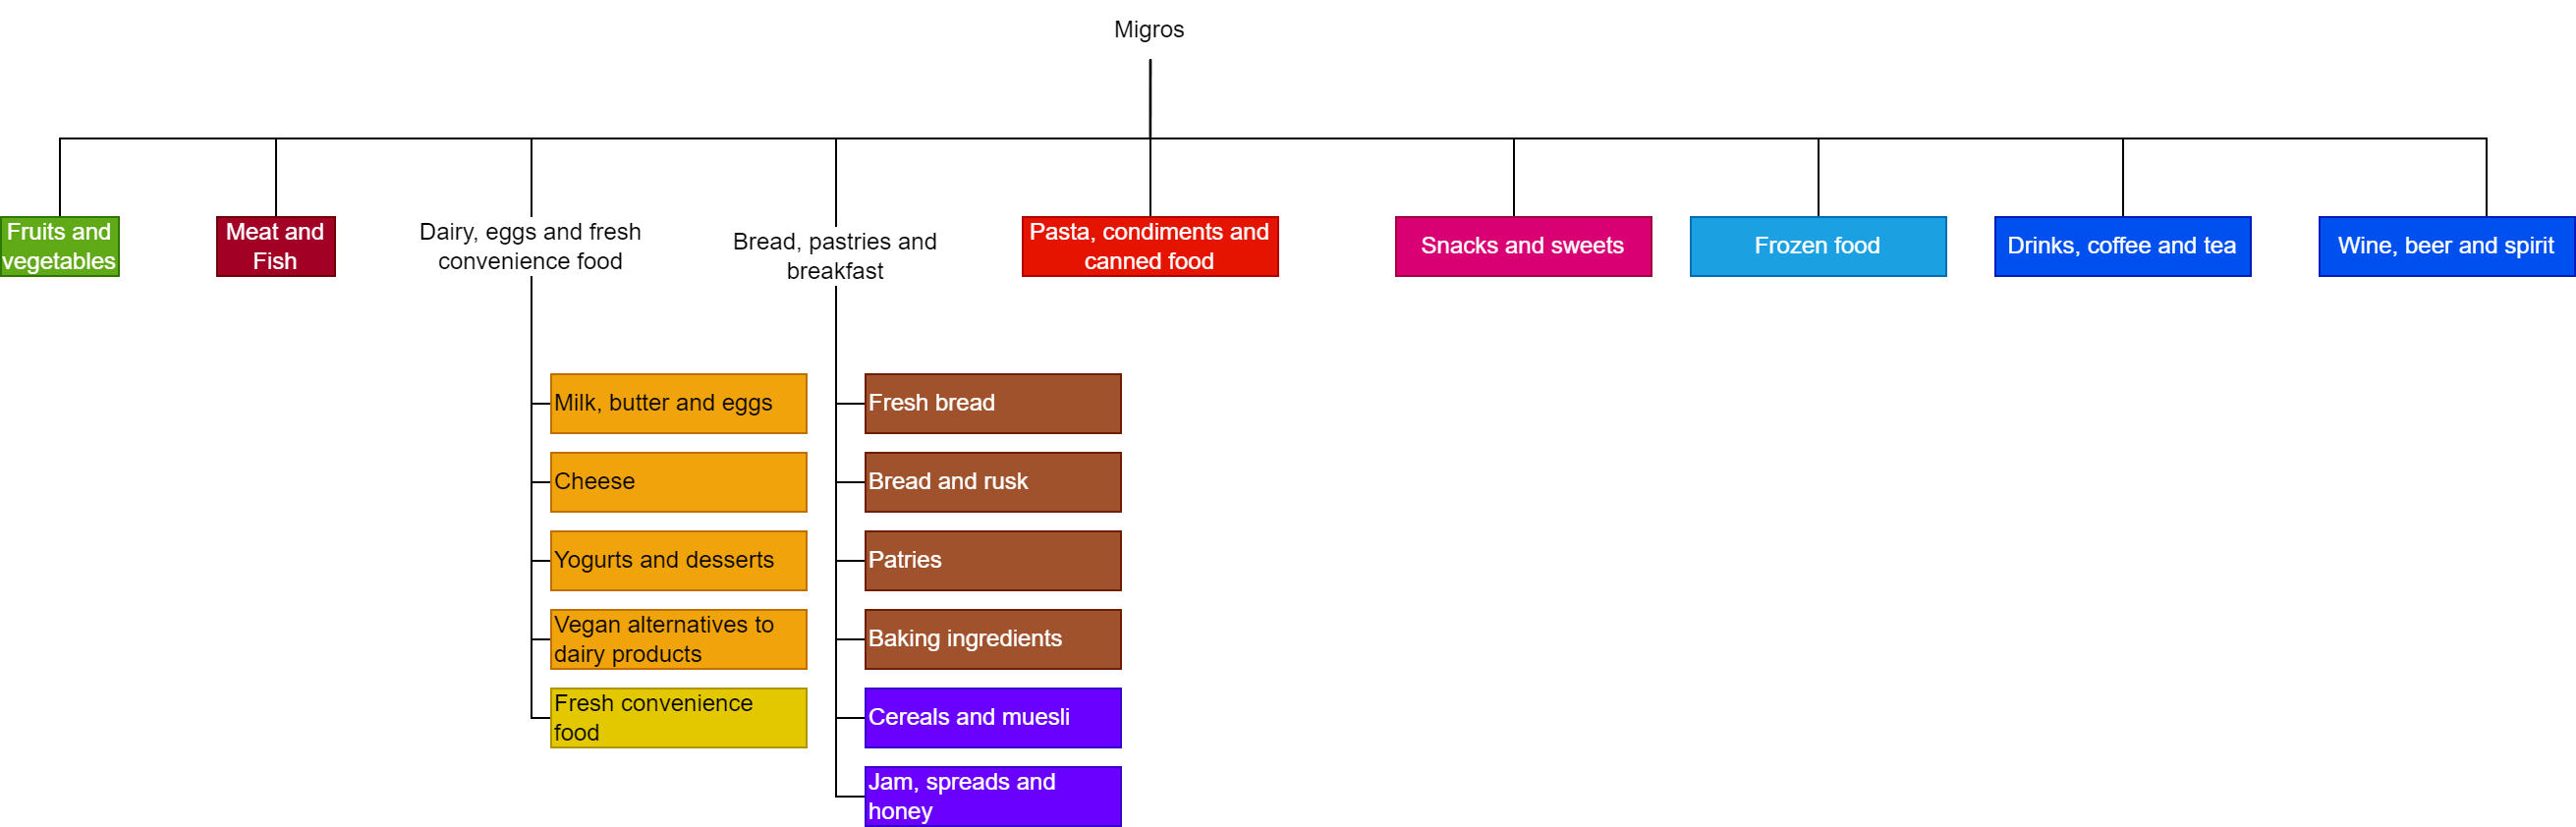 Migros
Fruits and
vegetables
Meat and
Fish
Dairy, eggs and fresh
convenience food
Bread, pastries and
breakfast
Pasta, condiments and
canned food
Snacks and sweets
Frozen food
Drinks, coffee and tea
Wine, beer and spirit
Milk, butter and eggs
Cheese
Yogurts and desserts
Vegan alternatives to
dairy products
Fresh convenience
food
Fresh bread
Bread and rusk
Patries
Baking ingredients
Cereals and muesli
Jam, spreads and
honey